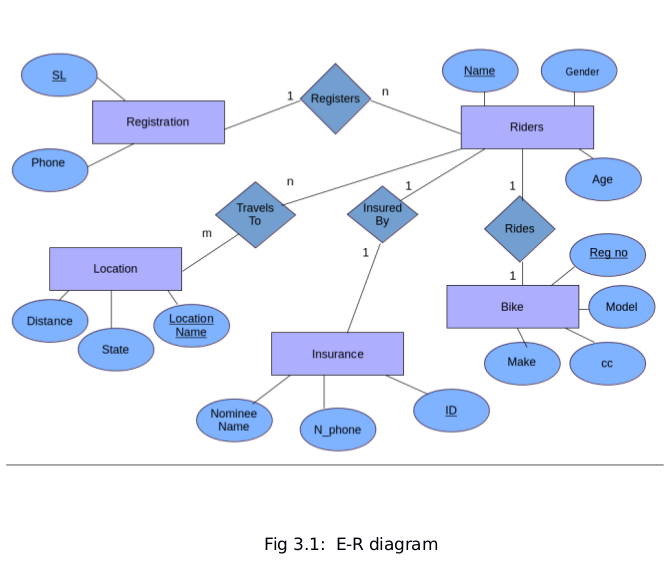 Name
Gender
SL
1
Registers
n
Registration
Riders
Phone
Age
n
1
1
Travels
To
Insured
By
Rides
m
1
1
Reg no
Location
Bike
Model
Distance
Location
Name
State
Insurance
Make
cc
Nominee
Name
N_phone
ID
Fig 3.1: E-R diagram